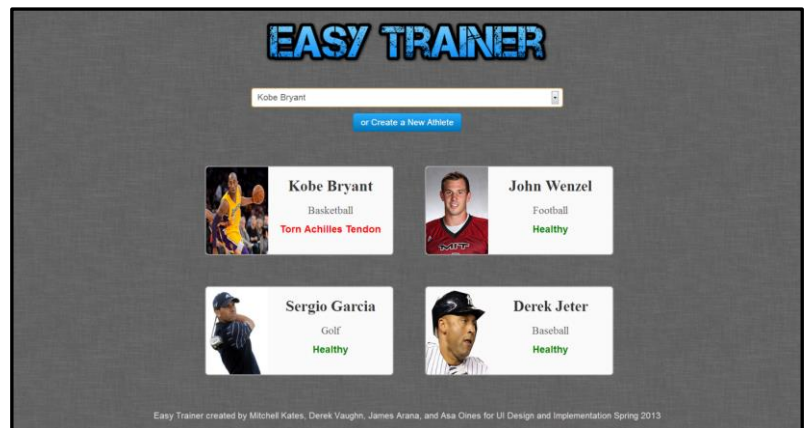 EASY TRAINER
Kobe Bryant
or Create a New Athlete
Kobe Bryant
Basketball
Torn Achilles Tendon
John Wenzel
Football
Healthy
MIT
Sergio Garcia
Golf
Healthy
Derek Jeter
Baseball
Healthy
Easy Trainer created by Mitchell Kates, Derek Vaughn, James Arana, and Asa Oines for UI Design and Implementation Spring 2013